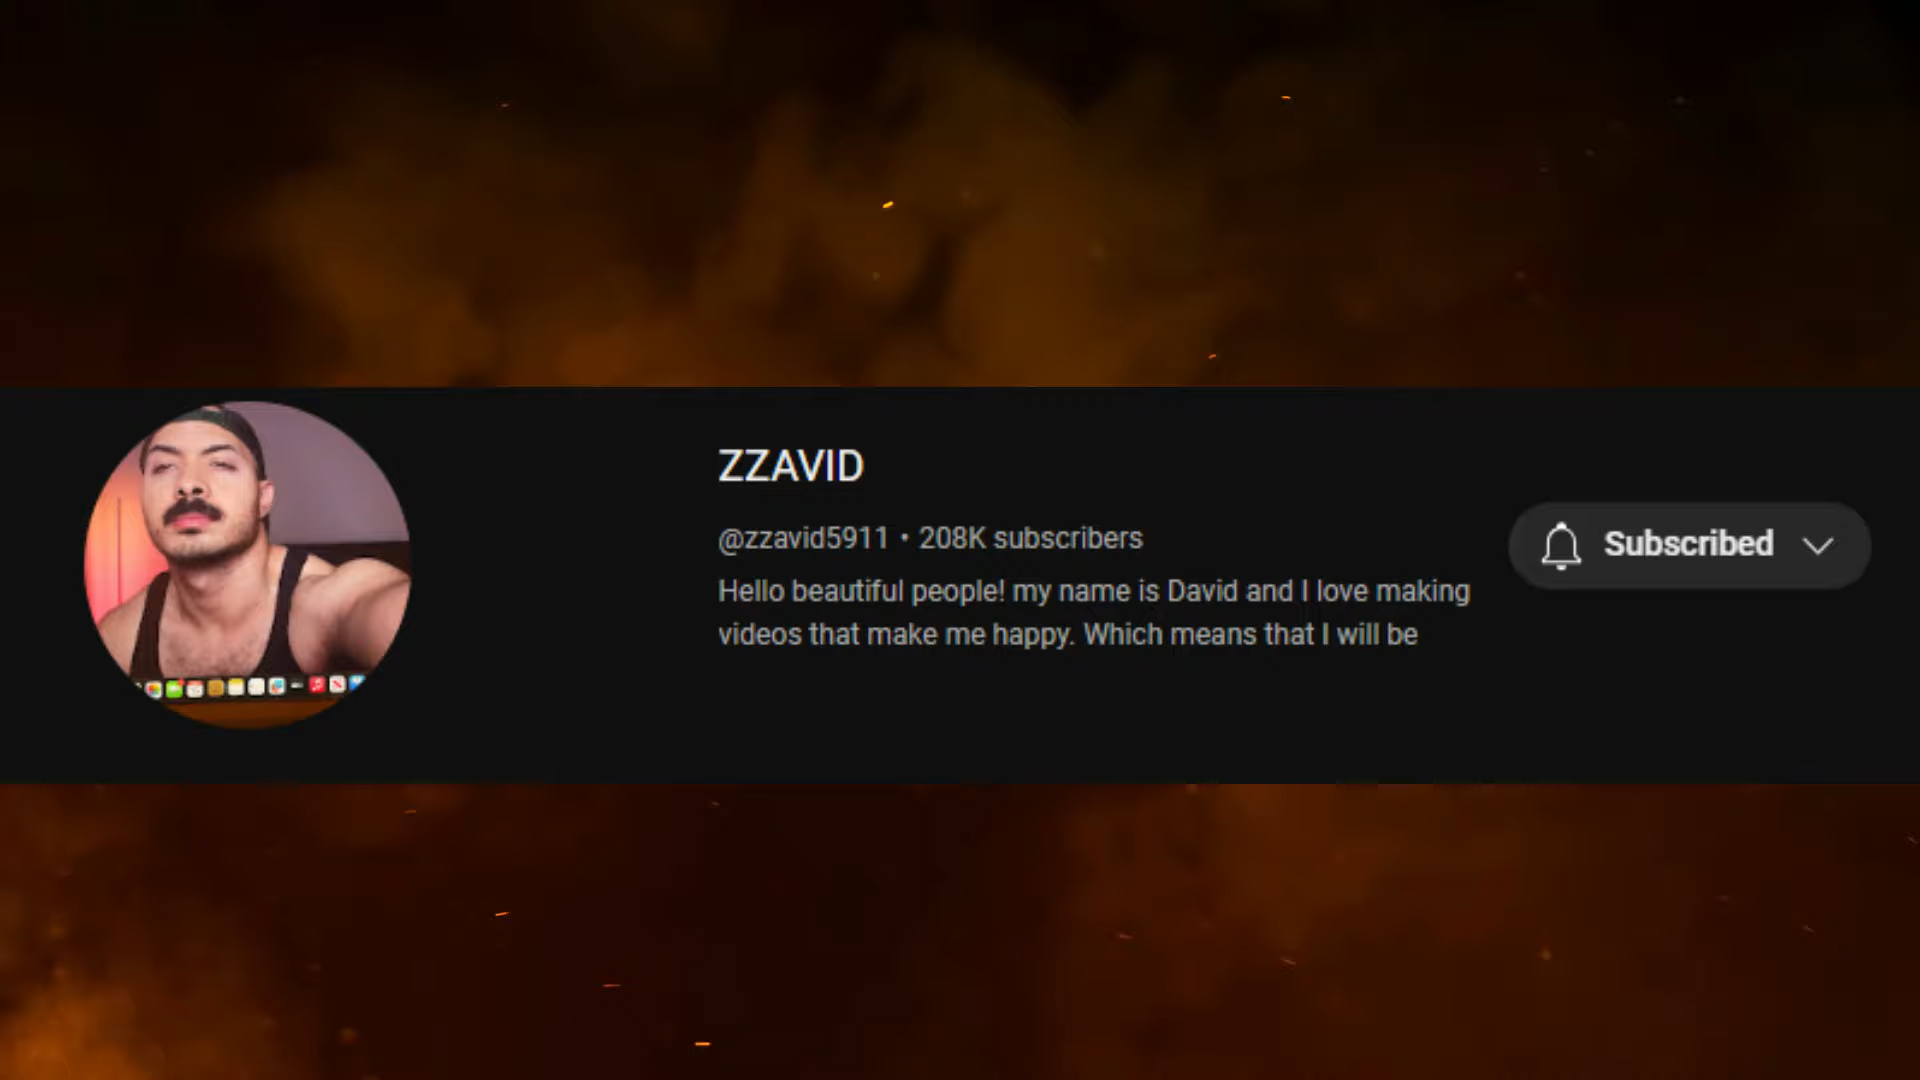 ZZAVID
@zzavid5911 • 208K subscribers
Subscribed
Hello beautiful people! my name is David and I love making
videos that make me happy. Which means that I will be